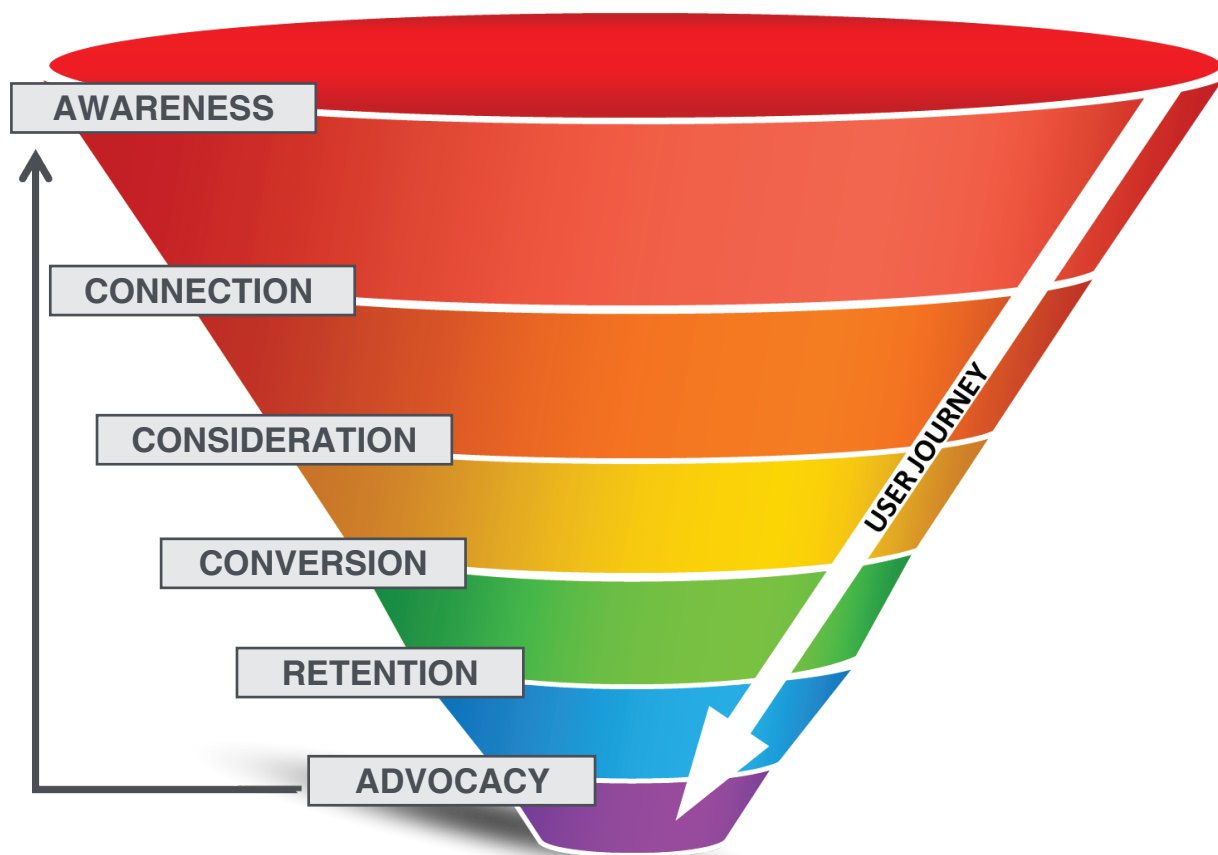 AWARENESS
CONNECTION
CONSIDERATION
CONVERSION
RETENTION
ADVOCACY
USER JOURNEY